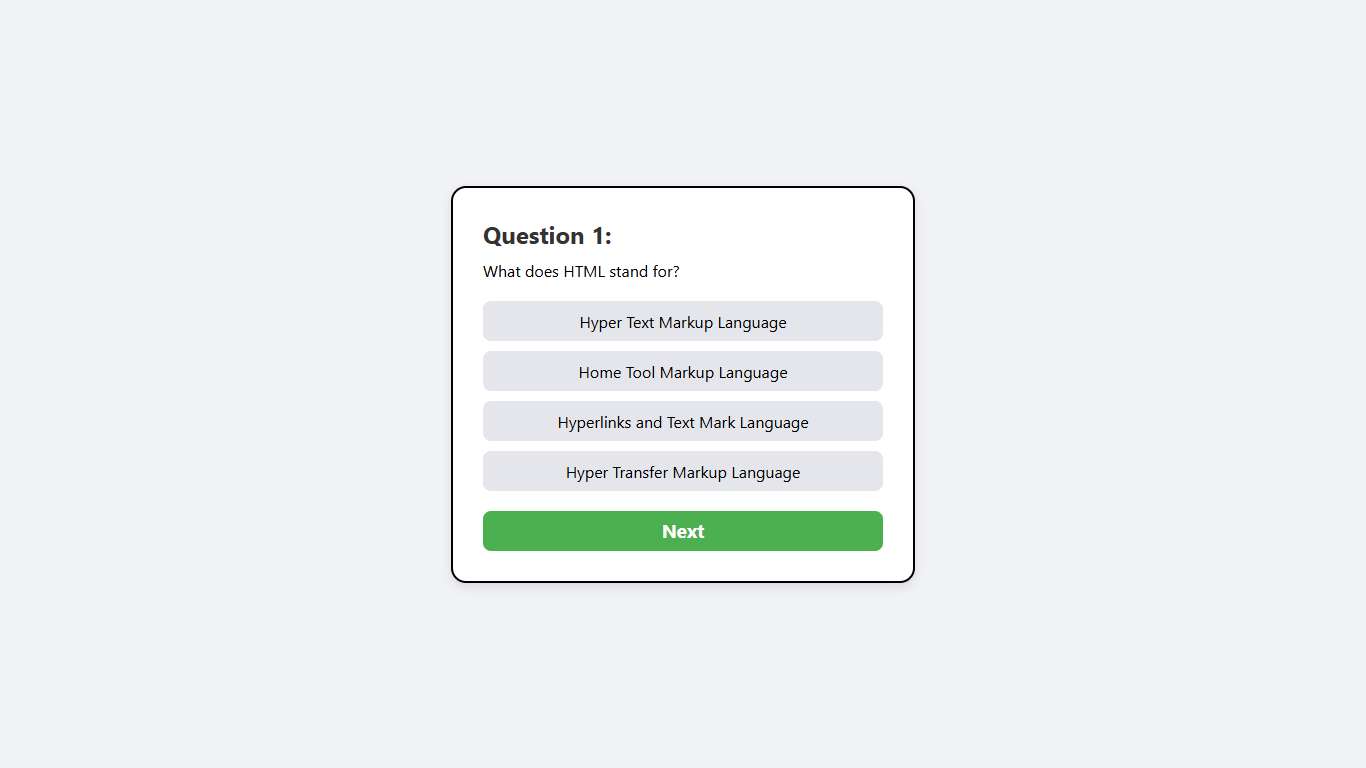 Question 1:
What does HTML stand for?
Hyper Text Markup Language
Home Tool Markup Language
Hyperlinks and Text Mark Language
Hyper Transfer Markup Language
Next